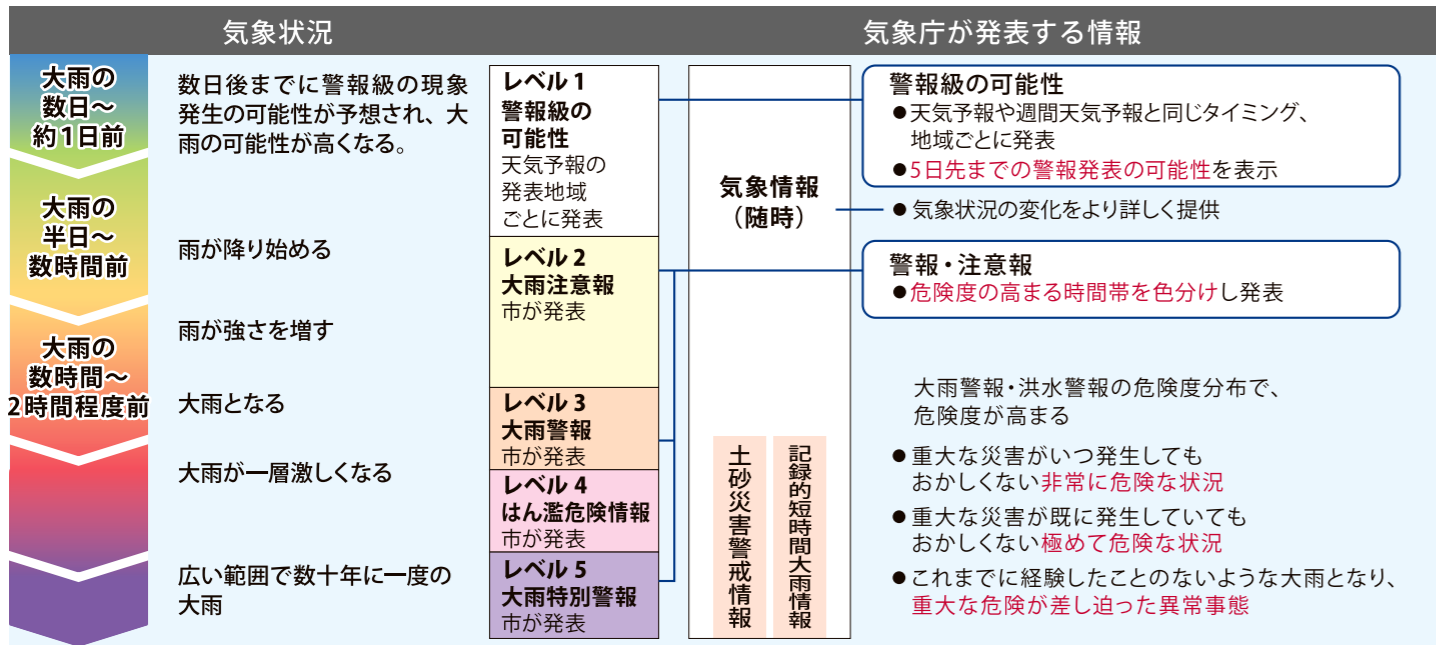 気象状況
気象庁が発表する情報
大雨の
数日～
約1日前
数日後までに警報級の現象
発生の可能性が予想され、大
雨の可能性が高くなる。
レベル 1
警報級の
可能性
天気予報の
発表地域
ごとに発表
気象情報
（随時）
警報級の可能性
●天気予報や週間天気予報と同じタイミング、
地域ごとに発表
●5日先までの警報発表の可能性を表示
● 気象状況の変化をより詳しく提供
大雨の
半日～
数時間前
雨が降り始める
レベル 2
大雨注意報
市が発表
警報・注意報
●危険度の高まる時間帯を色分けし発表
雨が強さを増す
大雨の
数時間～
2時間程度前
大雨となる
レベル 3
大雨警報
市が発表
大雨警報・洪水警報の危険度分布で、
危険度が高まる
大雨が一層激しくなる
レベル 4
はん濫危険情報
市が発表
土砂災害警戒情報
記録的短時間大雨情報
●重大な災害がいつ発生しても
おかしくない非常に危険な状況
●重大な災害が既に発生していても
おかしくない極めて危険な状況
広い範囲で数十年に一度の
大雨
レベル 5
大雨特別警報
市が発表
●これまでに経験したことのないような大雨となり、
重大な危険が差し迫った異常事態